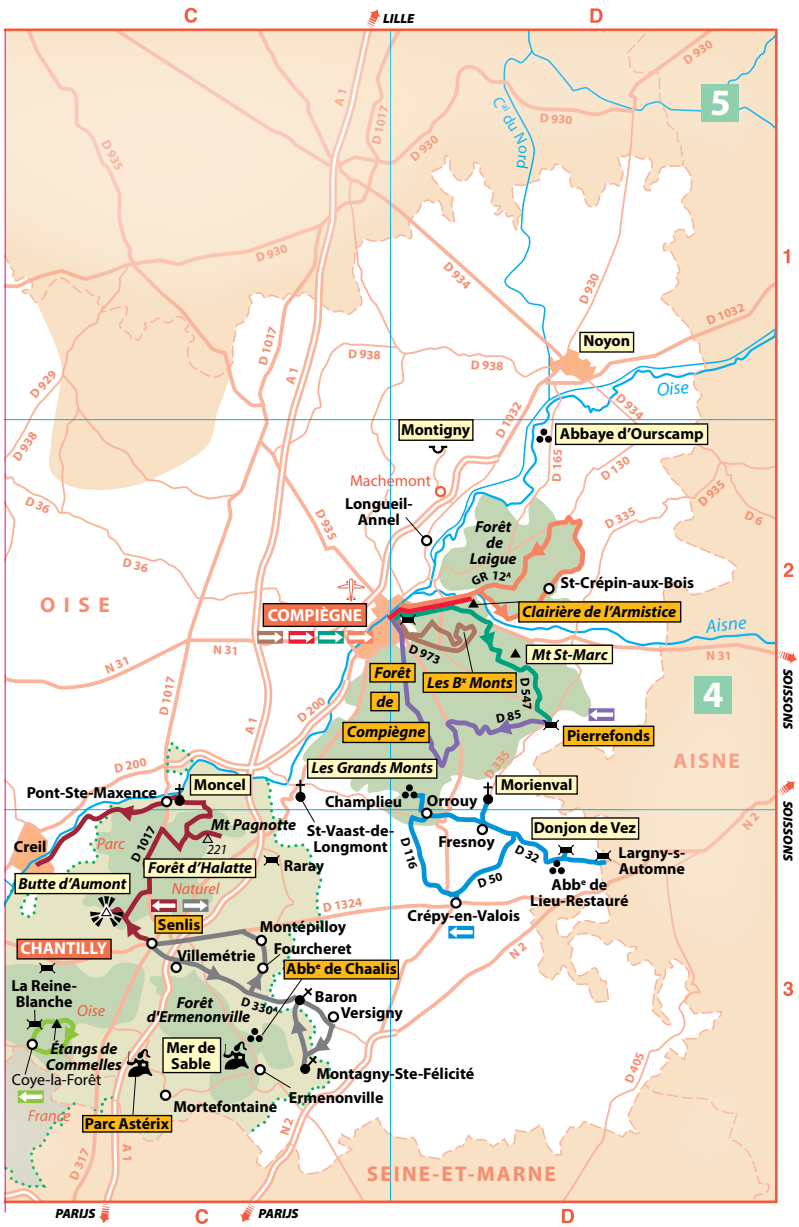 C
LILLE
D
D 930
5
A 1
D 1017
D 935
D 930
D 930
Cal du Nord
1
D 930
D 934
D 930
D 1032
D 1017
A 1
D 938
D 938
Noyon
D 929
Oise
D 934
D 1032
Montigny
Abbaye d'Ourscamp
D 938
D 165
D 130
Machemont
D 935
D 36
Longueil-
Annel
D 335
D 6
D 935
Forêt
de
Laigue
D 36
2
GR 12A
St-Crépin-aux-Bois
OISE
COMPIÈGNE
Clairière de l'Armistice
Aisne
N 31
D 973
Mt St-Marc
N 31
N 31
Les Bx Monts
SOISSONS
Forêt
de
Compiègne
D 547
4
D 1017
D 200
A 1
D 85
Pierrefonds
AISNE
D 200
Les Grands Monts
D 335
Moncel
Morienval
Pont-Ste-Maxence
Champlieu
Orrouy
SOISSONS
N 2
D 1017
Mt Pagnotte
221
St-Vaast-de-
Longmont
Fresnoy
Donjon de Vez
Creil
Parc
D 116
D 32
Largny-s-
Automne
Forêt d'Halatte
Raray
Butte d'Aumont
Naturel
D 50
Abbe de
Lieu-Restauré
D 1324
Crépy-en-Valois
Senlis
Montépilloy
CHANTILLY
Villemétrie
Fourcheret
N 2
Abbe de Chaalis
3
La Reine-
Blanche
Forêt
d'Ermenonville
D 330A
Baron
Versigny
Oise
Étangs de
Commelles
Mer de
Sable
D 405
Coye-la-Forêt
Montagny-Ste-Félicité
Ermenonville
Mortefontaine
France
Parc Astérix
N 2
D 317
A 1
SEINE-ET-MARNE
PARIJS
C
PARIJS
D